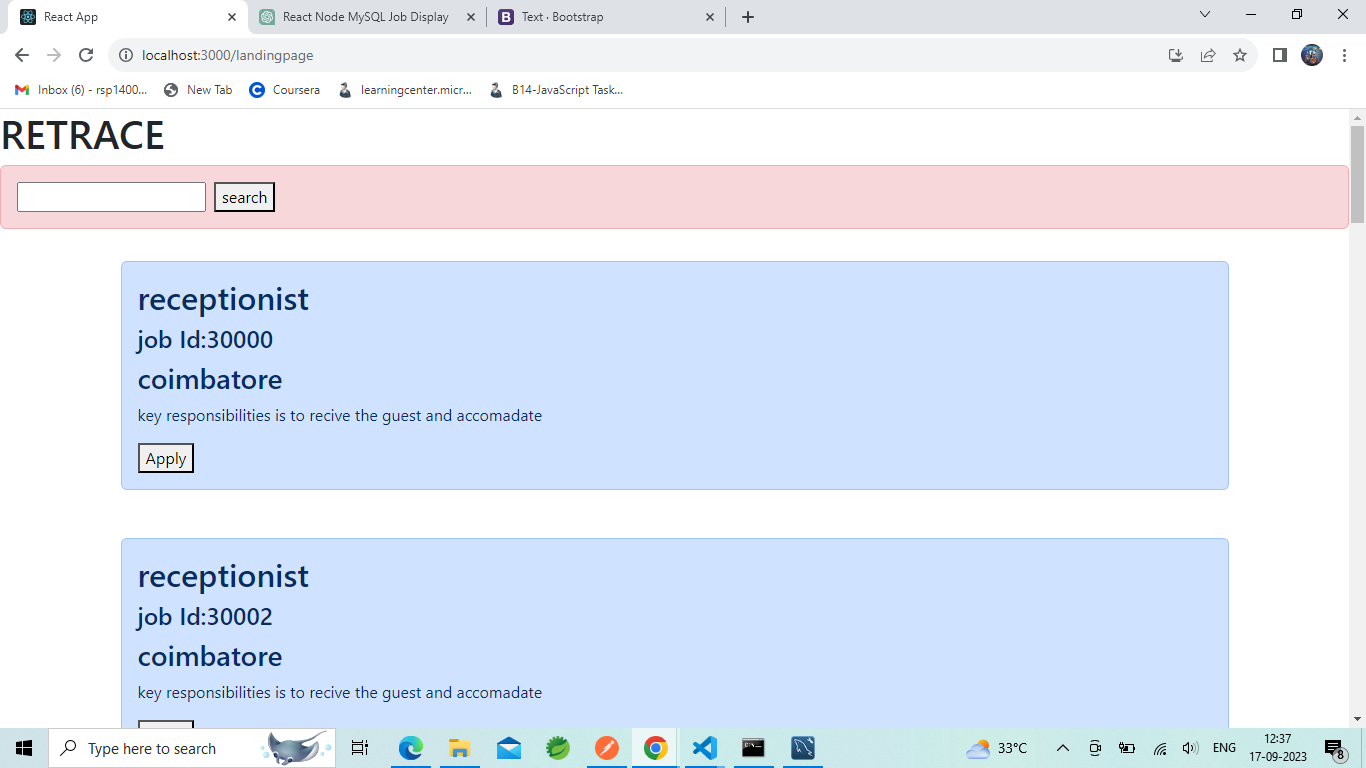 React App
React Node MySQL Job Display
Text · Bootstrap
localhost:3000/landingpage
Inbox (6) - rsp1400...
New Tab
Coursera
learningcenter.micr...
B14-JavaScript Task...
RETRACE
search
receptionist
job Id:30000
coimbatore
key responsibilities is to recive the guest and accomadate
Apply
receptionist
job Id:30002
coimbatore
key responsibilities is to recive the guest and accomadate
Type here to search
33°C
ENG
12:37
17-09-2023
8